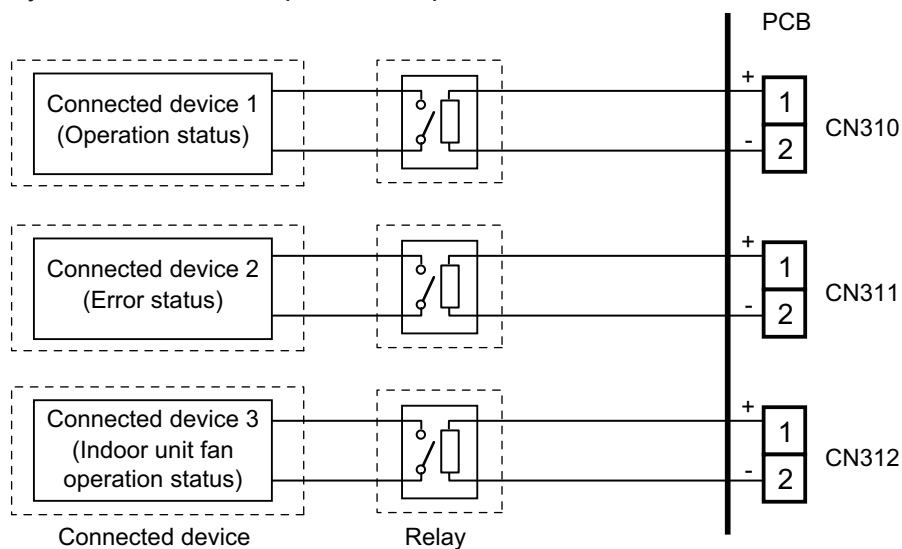 PCB
Connected device 1
(Operation status)
+
1
-
2
CN310
Connected device 2
(Error status)
+
1
-
2
CN311
Connected device 3
(Indoor unit fan
operation status)
+
1
-
2
CN312
Connected device
Relay